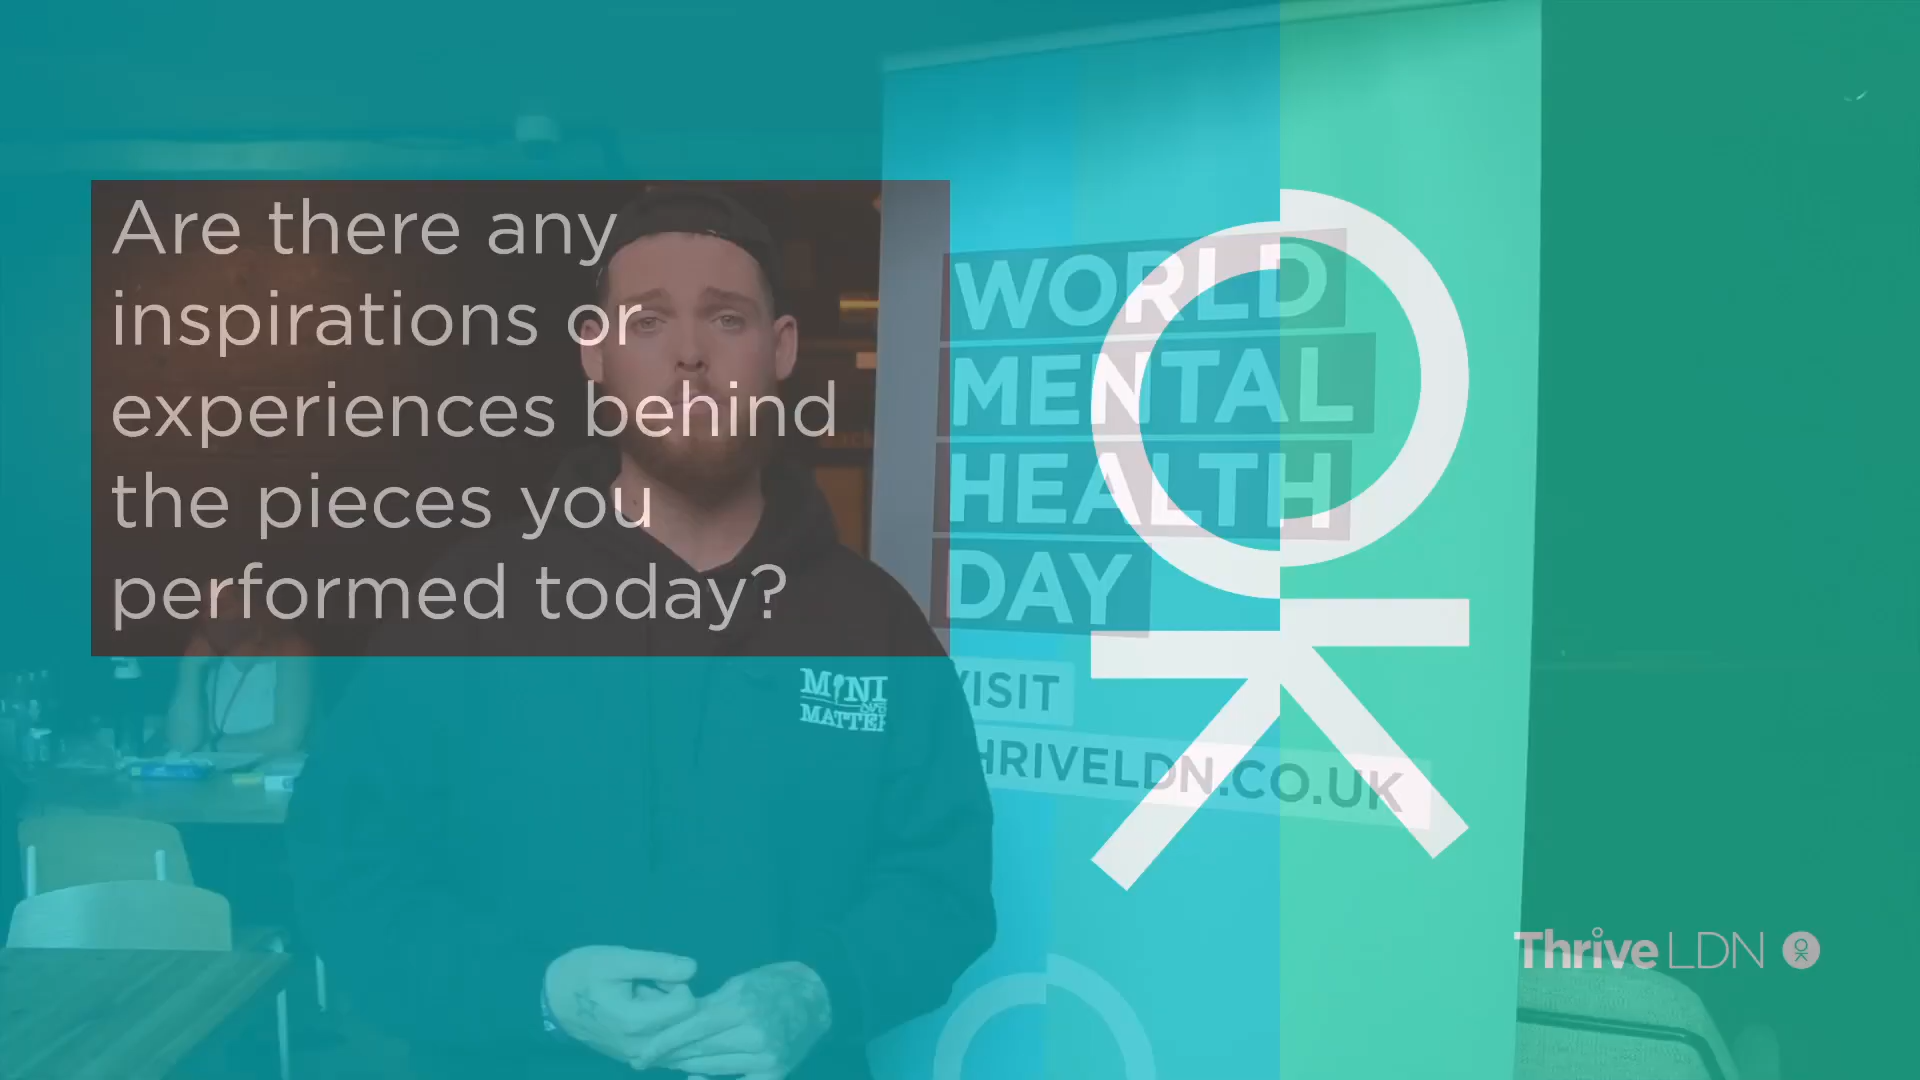 Are there any
inspirations or
experiences behind
the pieces you
performed today?
WORLD
MENTAL
HEALTH
DAY
VISIT
THRIVELDN.CO.UK
MIND
OVER
MATTER
Thrive LDN